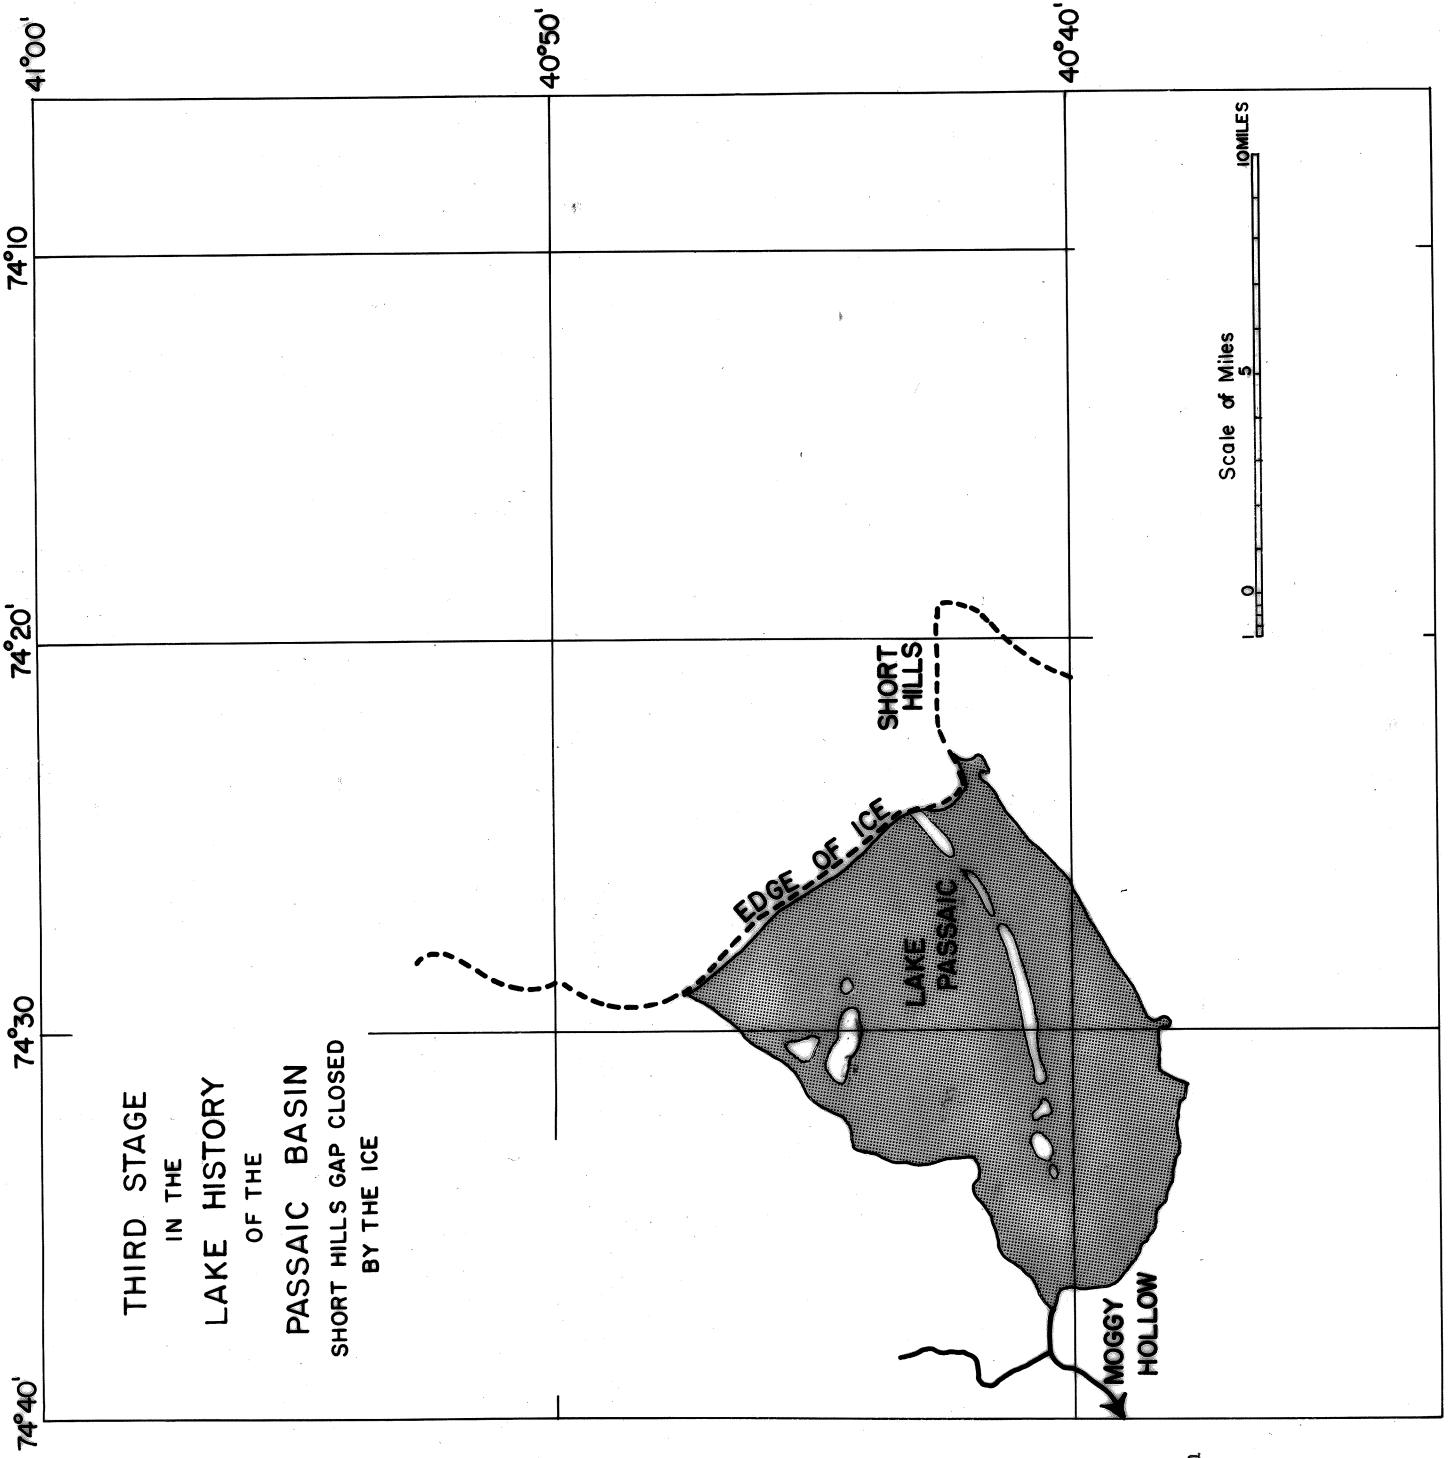 THIRD STAGE
IN THE
LAKE HISTORY
OF THE
PASSAIC BASIN
SHORT HILLS GAP CLOSED
BY THE ICE
74°40'
74°30
74°20'
74°10
41°00'
40°50'
40°40'
EDGE OF ICE
SHORT
HILLS
LAKE
PASSAIC
MOGGY
HOLLOW
Scale of Miles
1 0 5 10MILES